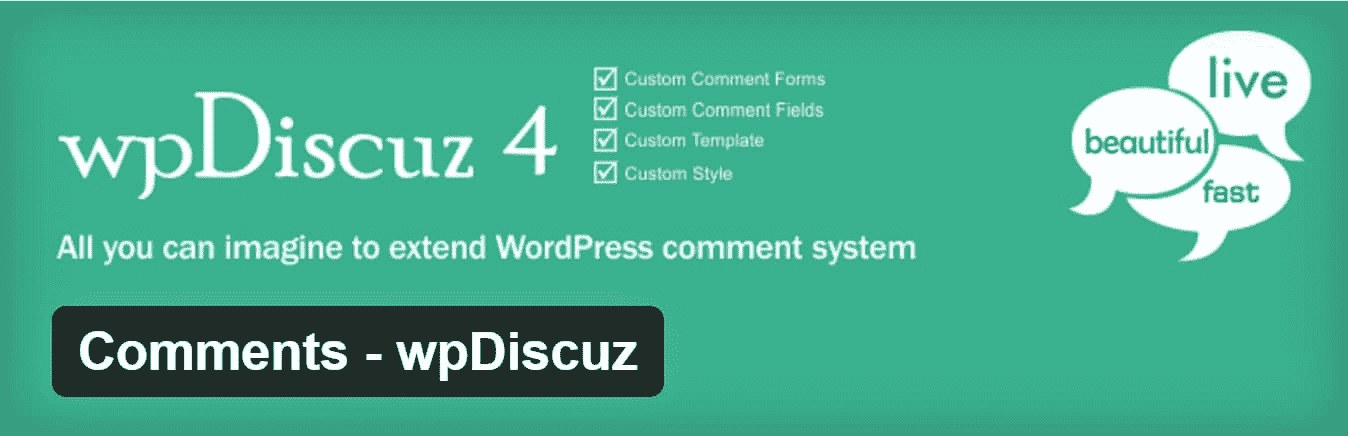 wpDiscuz 4
Custom Comment Forms
Custom Comment Fields
Custom Template
Custom Style
live
beautiful
fast
All you can imagine to extend WordPress comment system
Comments - wpDiscuz